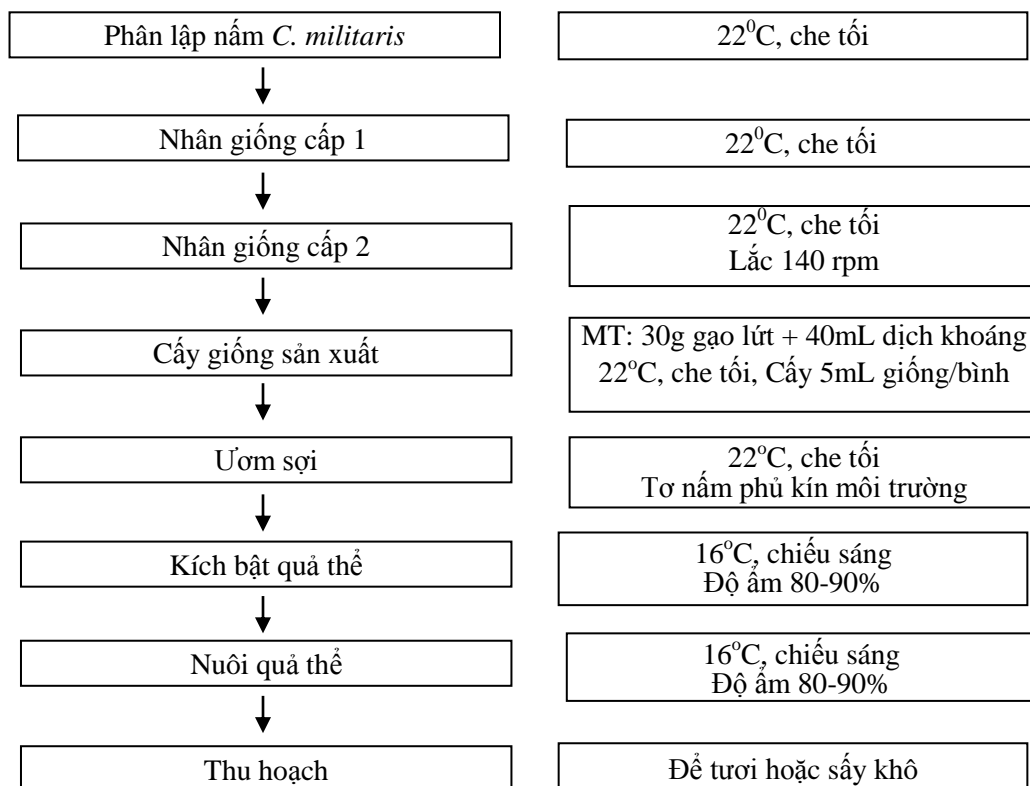 Phân lập nấm C. militaris
22⁰C, che tối
Nhân giống cấp 1
22⁰C, che tối
Nhân giống cấp 2
22⁰C, che tối
Lắc 140 rpm
Cấy giống sản xuất
MT: 30g gạo lứt + 40mL dịch khoáng
22ºC, che tối, Cấy 5mL giống/bình
Ươm sợi
22ºC, che tối
Tơ nấm phủ kín môi trường
Kích bật quả thể
16ºC, chiếu sáng
Độ ẩm 80-90%
Nuôi quả thể
16ºC, chiếu sáng
Độ ẩm 80-90%
Thu hoạch
Để tươi hoặc sấy khô